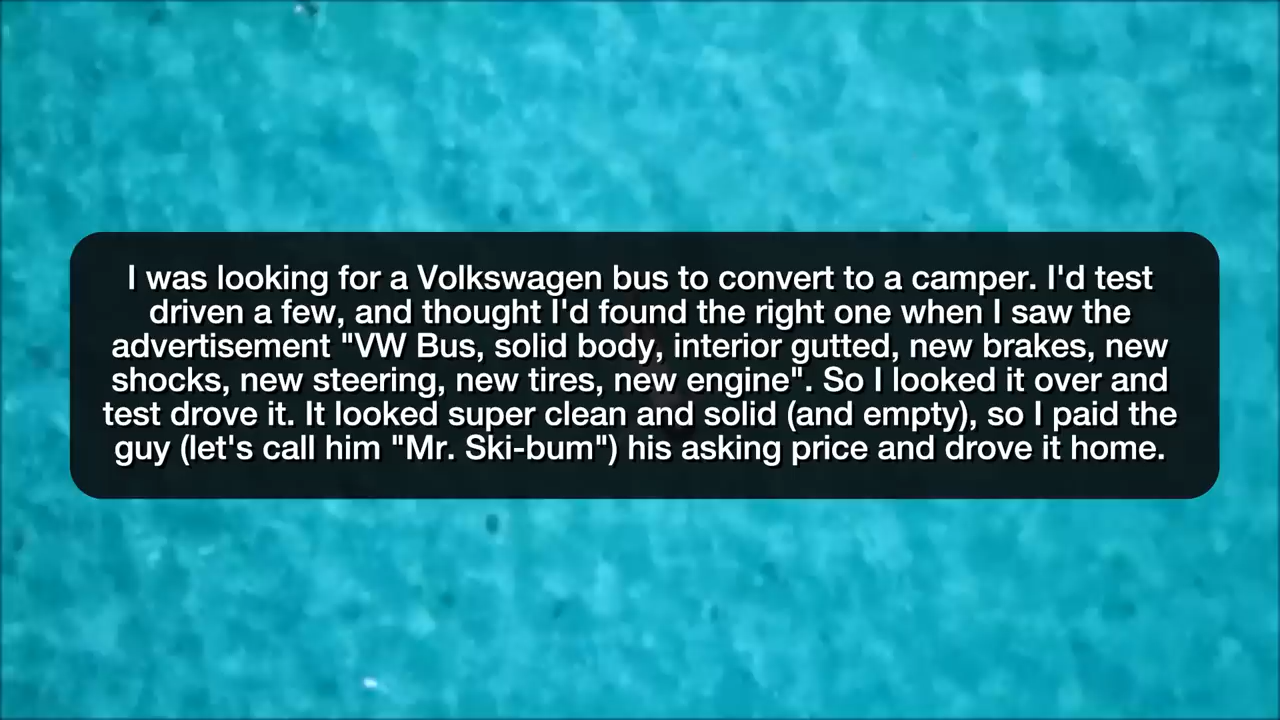 I was looking for a Volkswagen bus to convert to a camper. I'd test
driven a few, and thought I'd found the right one when I saw the
advertisement "VW Bus, solid body, interior gutted, new brakes, new
shocks, new steering, new tires, new engine". So I looked it over and
test drove it. It looked super clean and solid (and empty), so I paid the
guy (let's call him "Mr. Ski-bum") his asking price and drove it home.